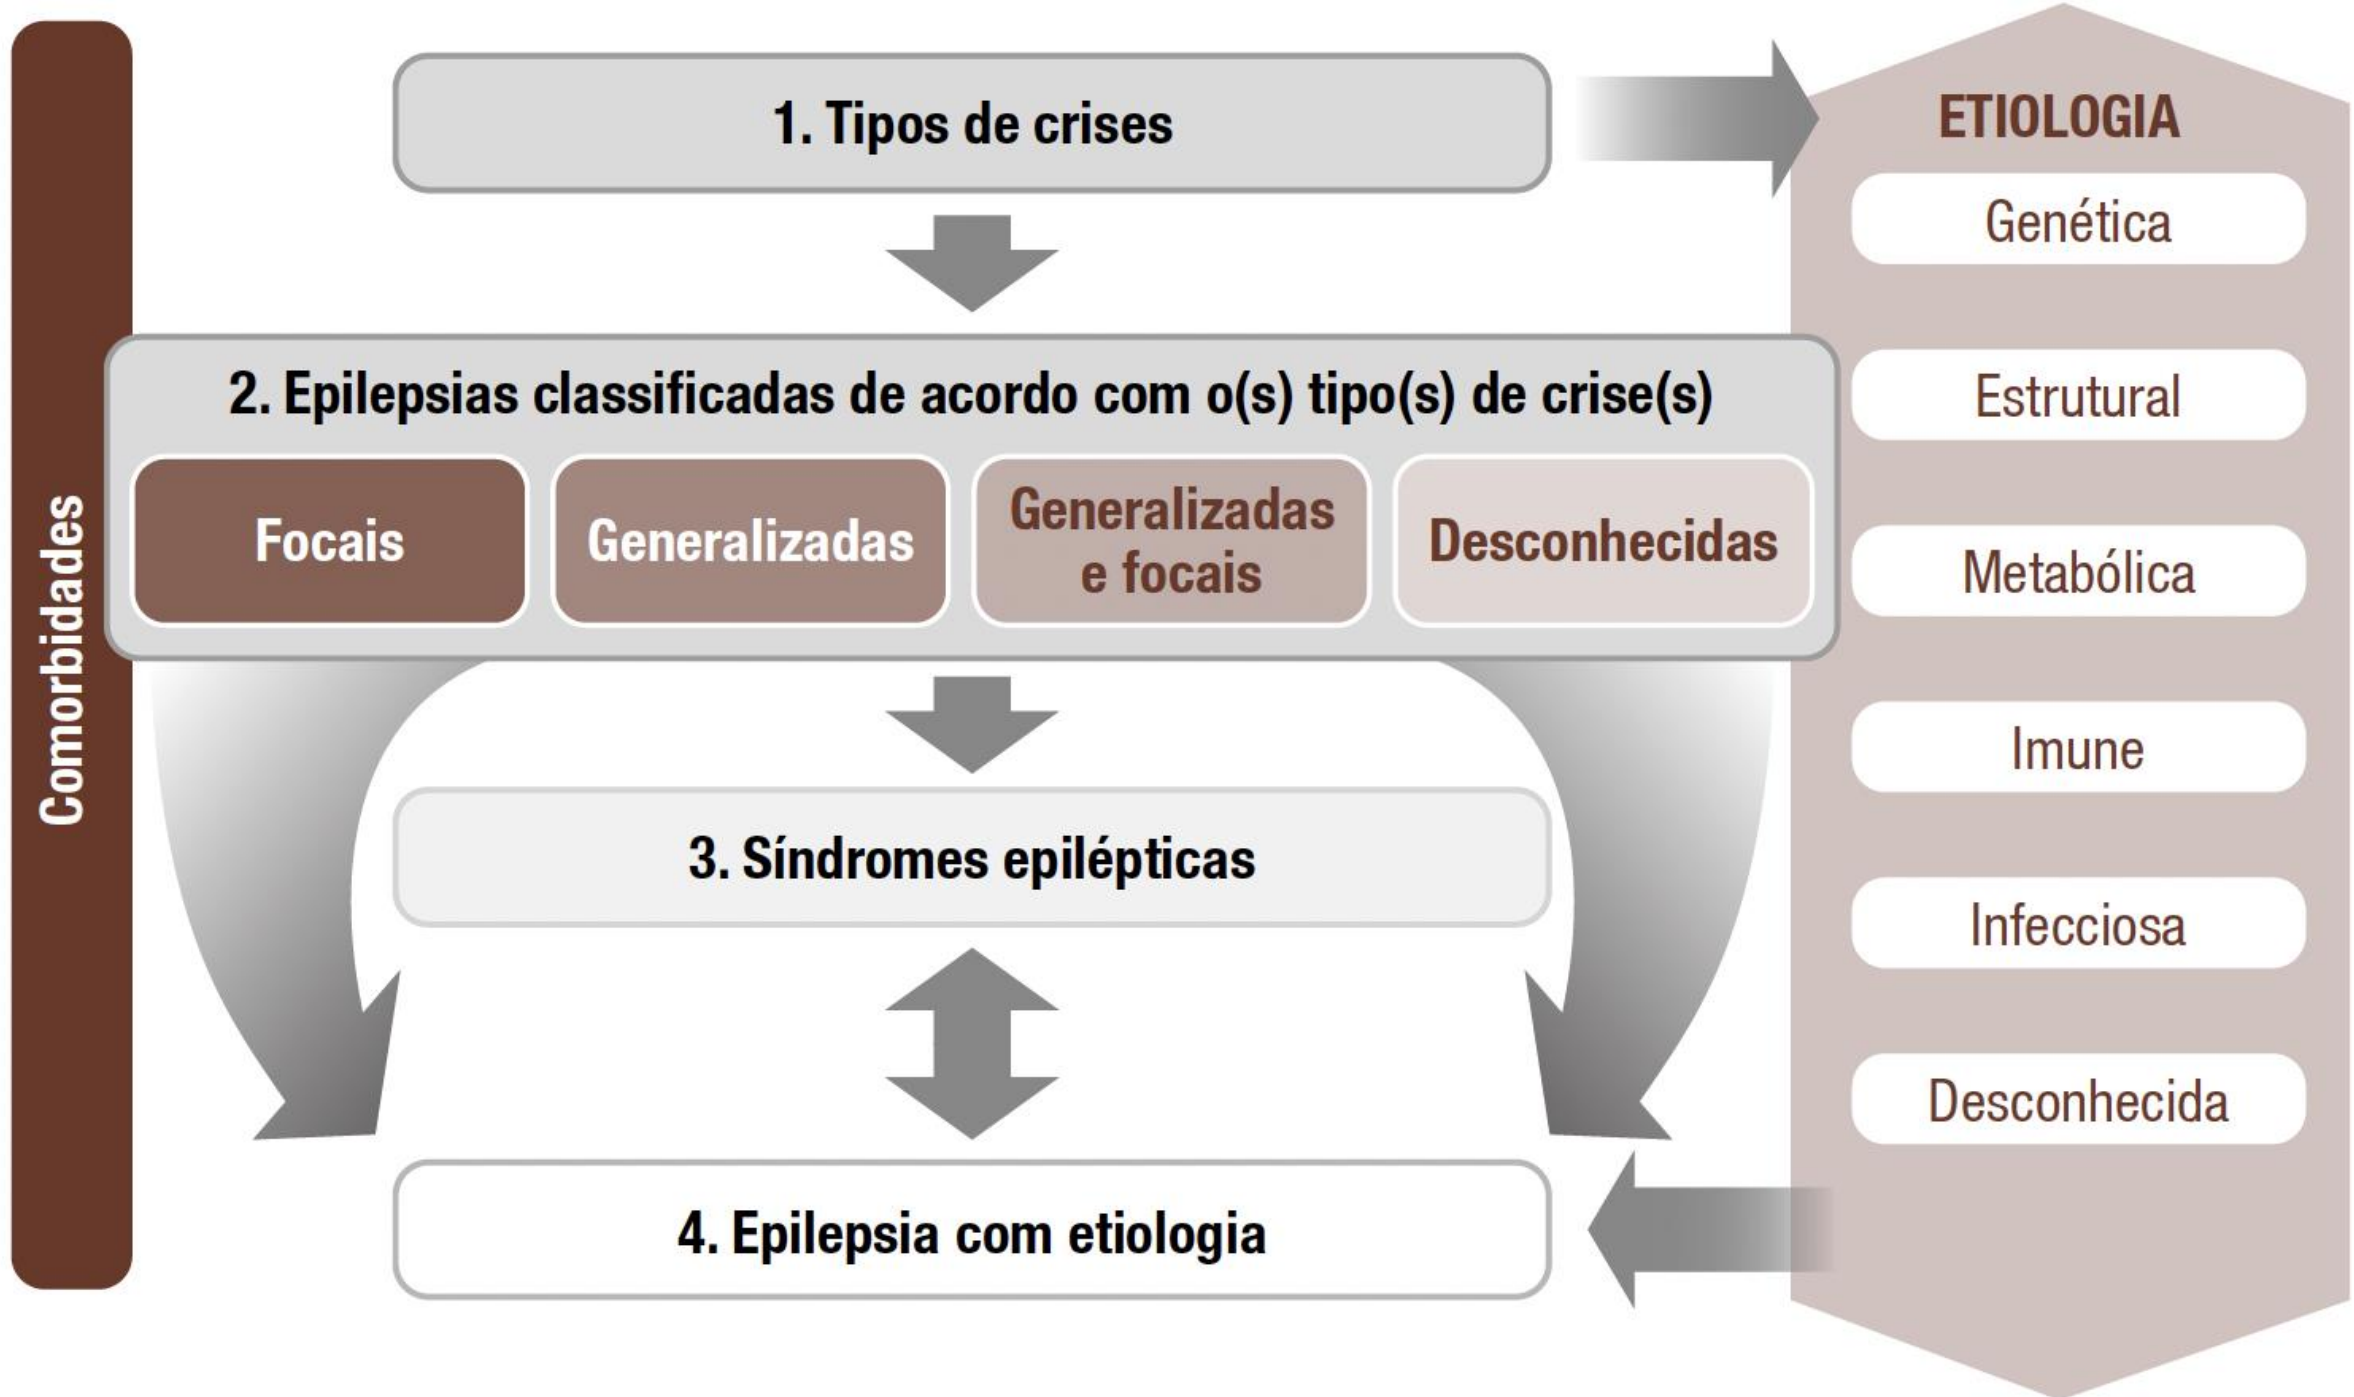 Comorbidades
1. Tipos de crises
2. Epilepsias classificadas de acordo com o(s) tipo(s) de crise(s)
Focais
Generalizadas
Generalizadas
e focais
Desconhecidas
3. Síndromes epilépticas
4. Epilepsia com etiologia
ETIOLOGIA
Genética
Estrutural
Metabólica
Imune
Infecciosa
Desconhecida